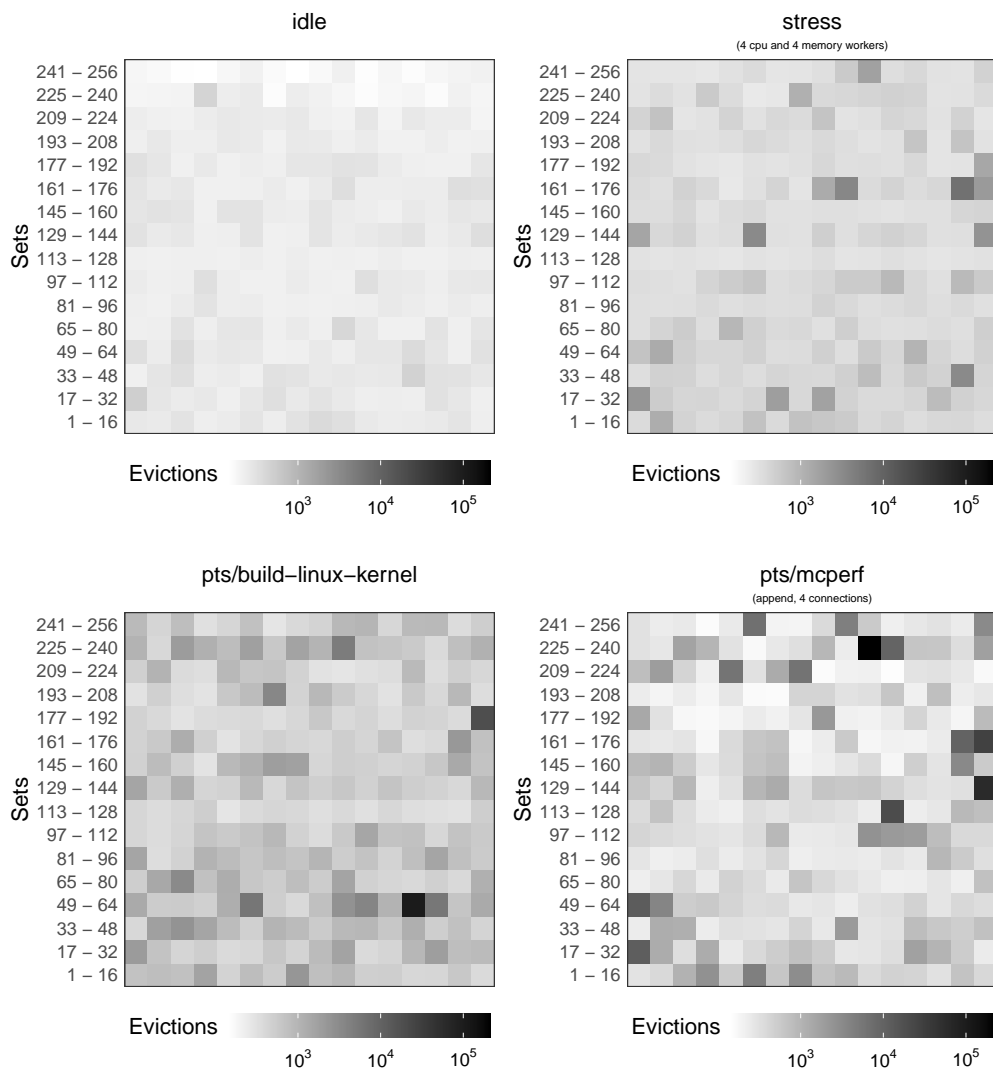 idle
241 − 256
225 − 240
209 − 224
193 − 208
177 − 192
161 − 176
145 − 160
129 − 144
113 − 128
97 − 112
81 − 96
65 − 80
49 − 64
33 − 48
17 − 32
1 − 16
Sets
Evictions
10³ 10⁴ 10⁵
stress
(4 cpu and 4 memory workers)
241 − 256
225 − 240
209 − 224
193 − 208
177 − 192
161 − 176
145 − 160
129 − 144
113 − 128
97 − 112
81 − 96
65 − 80
49 − 64
33 − 48
17 − 32
1 − 16
Sets
Evictions
10³ 10⁴ 10⁵
pts/build−linux−kernel
241 − 256
225 − 240
209 − 224
193 − 208
177 − 192
161 − 176
145 − 160
129 − 144
113 − 128
97 − 112
81 − 96
65 − 80
49 − 64
33 − 48
17 − 32
1 − 16
Sets
Evictions
10³ 10⁴ 10⁵
pts/mcperf
(append, 4 connections)
241 − 256
225 − 240
209 − 224
193 − 208
177 − 192
161 − 176
145 − 160
129 − 144
113 − 128
97 − 112
81 − 96
65 − 80
49 − 64
33 − 48
17 − 32
1 − 16
Sets
Evictions
10³ 10⁴ 10⁵